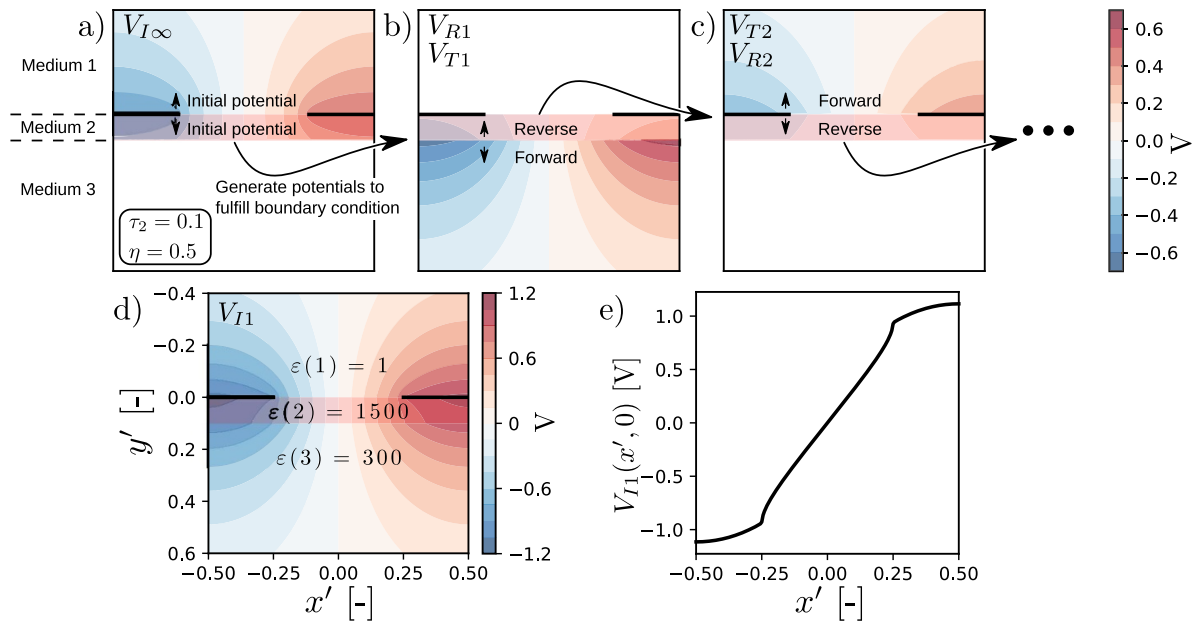 a)
V_{I∞}
b)
V_{R1}
V_{T1}
c)
V_{T2}
V_{R2}
Medium 1
Medium 2
Medium 3
Initial potential
Initial potential
Reverse
Forward
Forward
Reverse
Generate potentials to
fulfill boundary condition
τ₂ = 0.1
η = 0.5
0.6
0.4
0.2
0.0
−0.2
−0.4
−0.6
V
d)
V_{I1}
ε(1) = 1
ε(2) = 1500
ε(3) = 300
−0.4
−0.2
0.0
0.2
0.4
0.6
y′ [-]
−0.50
−0.25
0.00
0.25
0.50
x′ [-]
1.2
0.6
0
−0.6
−1.2
V
e)
1.0
0.5
0.0
−0.5
−1.0
V_{I1}(x′, 0) [V]
−0.50
−0.25
0.00
0.25
0.50
x′ [-]